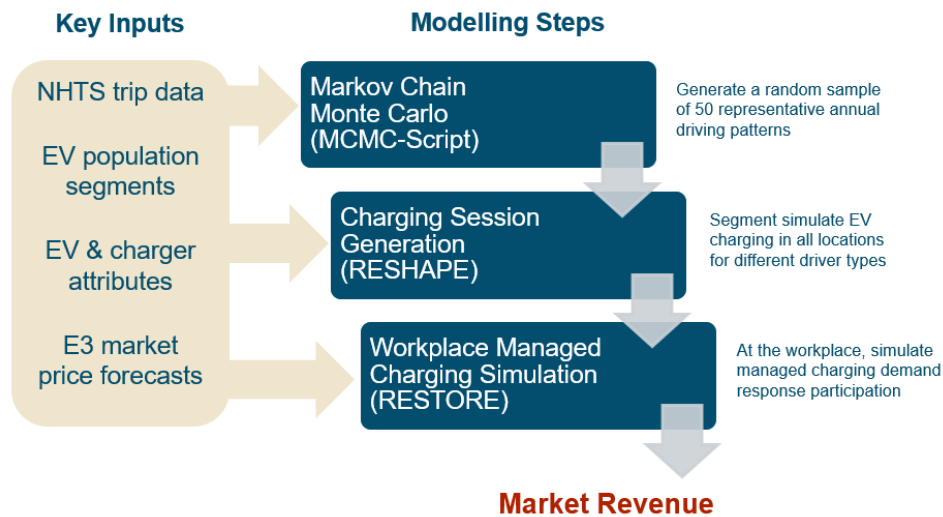 Key Inputs
Modelling Steps
NHTS trip data
EV population
segments
EV & charger
attributes
E3 market
price forecasts
Markov Chain
Monte Carlo
(MCMC-Script)
Generate a random sample
of 50 representative annual
driving patterns
Charging Session
Generation
(RESHAPE)
Segment simulate EV
charging in all locations
for different driver types
Workplace Managed
Charging Simulation
(RESTORE)
At the workplace, simulate
managed charging demand
response participation
Market Revenue